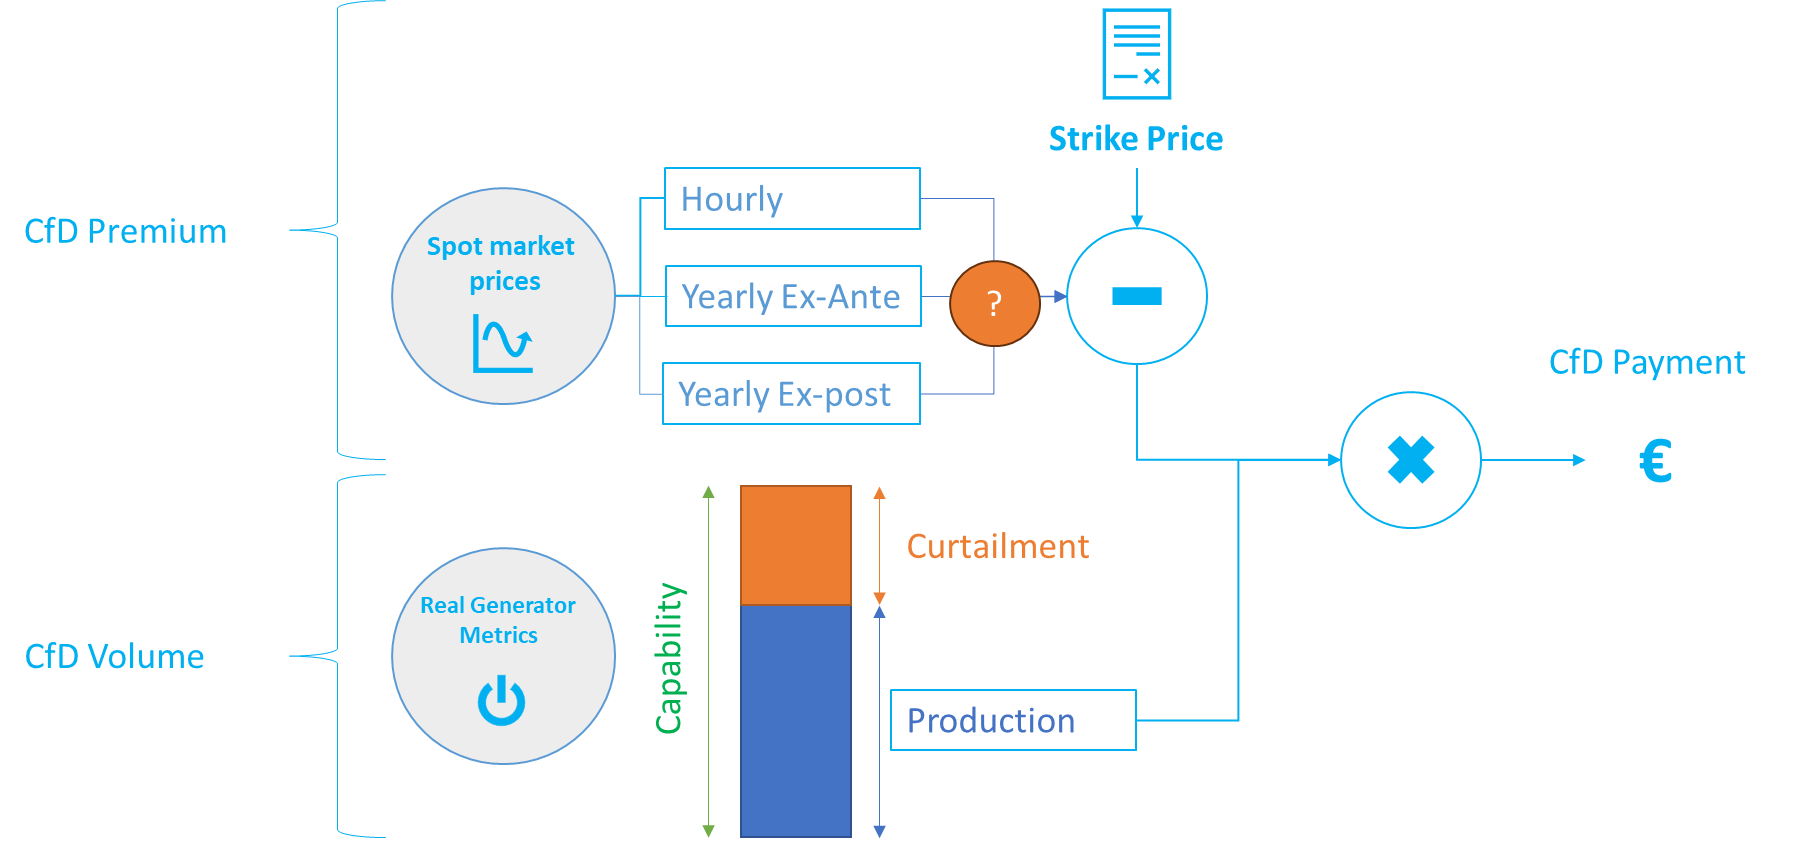 Strike Price
CfD Premium
Spot market
prices
Hourly
Yearly Ex-Ante
Yearly Ex-post
?
CfD Payment
€
CfD Volume
Real Generator
Metrics
Capability
Curtailment
Production